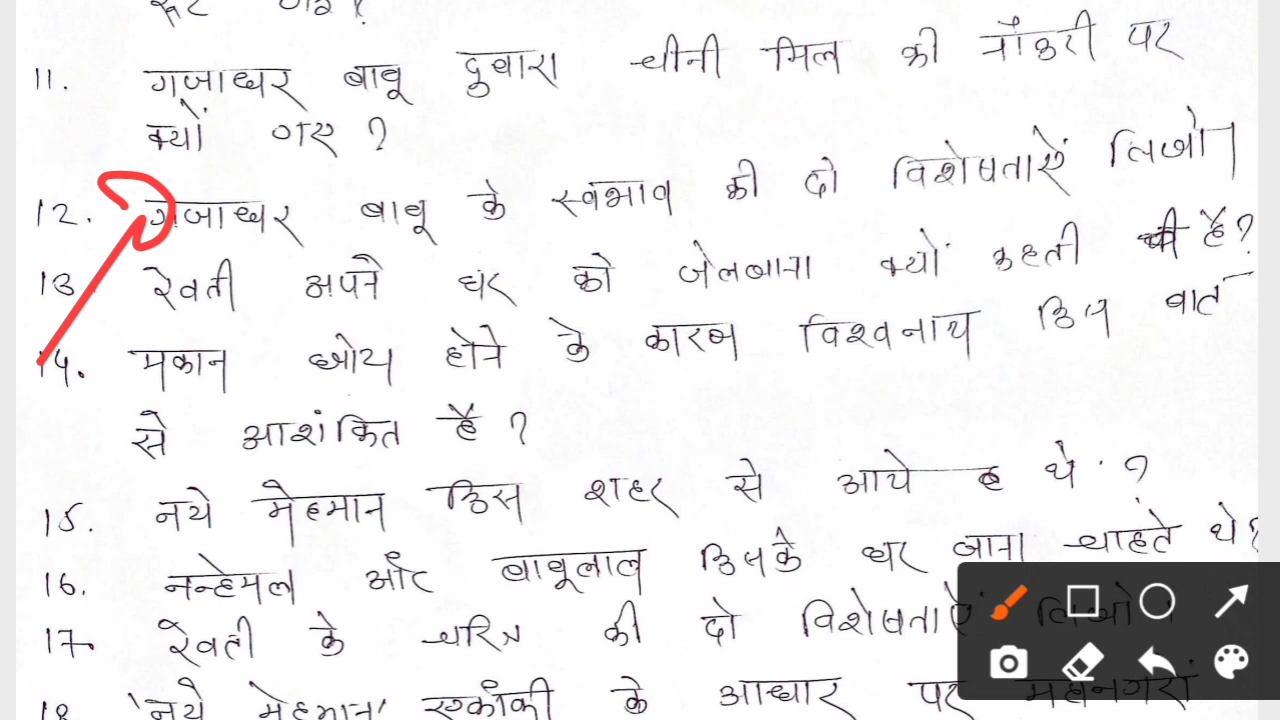 11. गजाधर बाबू दुवारा चीनी मिल की नौकरी पर
क्यों गए ?
12. गजाधर बाबू के स्वभाव की दो विशेषताऐं लिखो।
13. रेवती अपने घर को जेलखाना क्यों कहती है?
14. मकान छोटा होने के कारण विश्वनाथ किस बात
से आशंकित है ?
15. नये मेहमान किस शहर से आये थे ?
16. नन्हेमल और बाबूलाल किसके घर जाना चाहते थे?
17. रेवती के चरित्र की दो विशेषताऐं लिखो।
18. 'नये मेहमान' एकांकी के आधार पर महानगरों